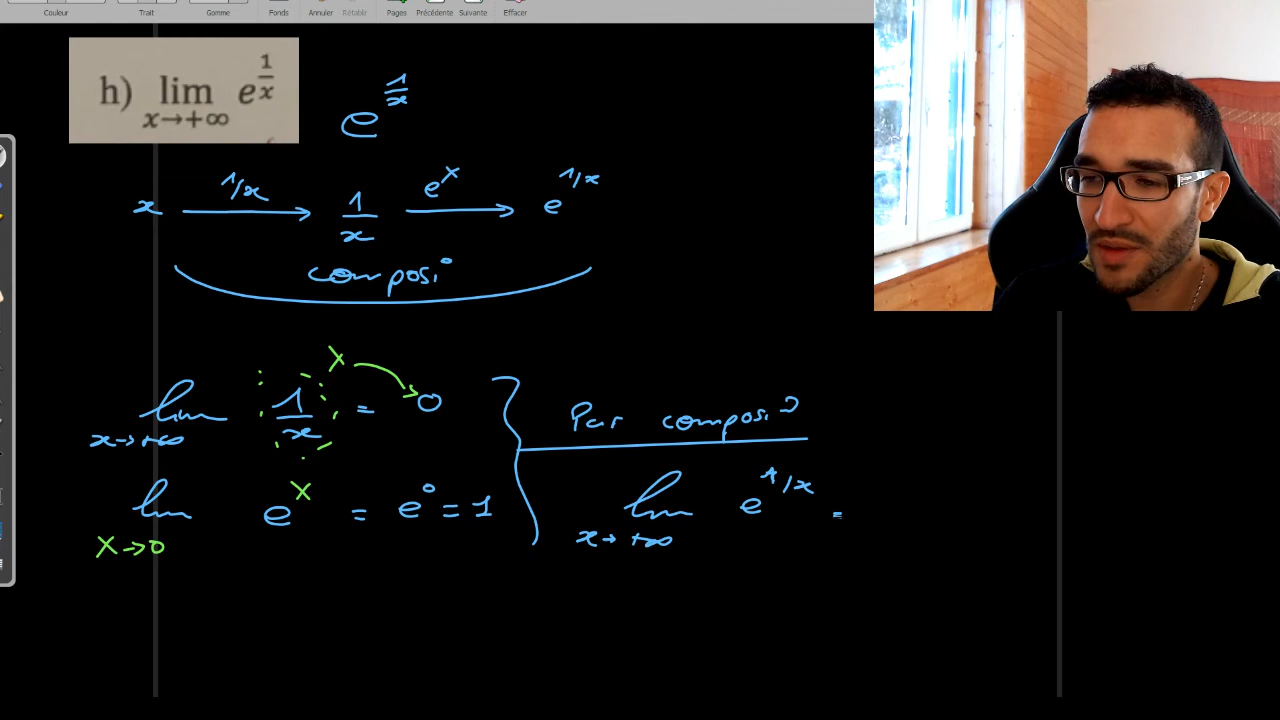 Couleur Trait Gomme Fonds Annuler Rétablir Pages Précédente Suivante Effacer
h) lim e^{1/x}
x→+∞
e^{1/x}
x 1/x → 1/x e^X → e^{1/x}
composi°
X
lim 1/x = 0
x→+∞
Par composi°
lim e^X = e^0 = 1
X→0
lim e^{1/x} =
x→+∞